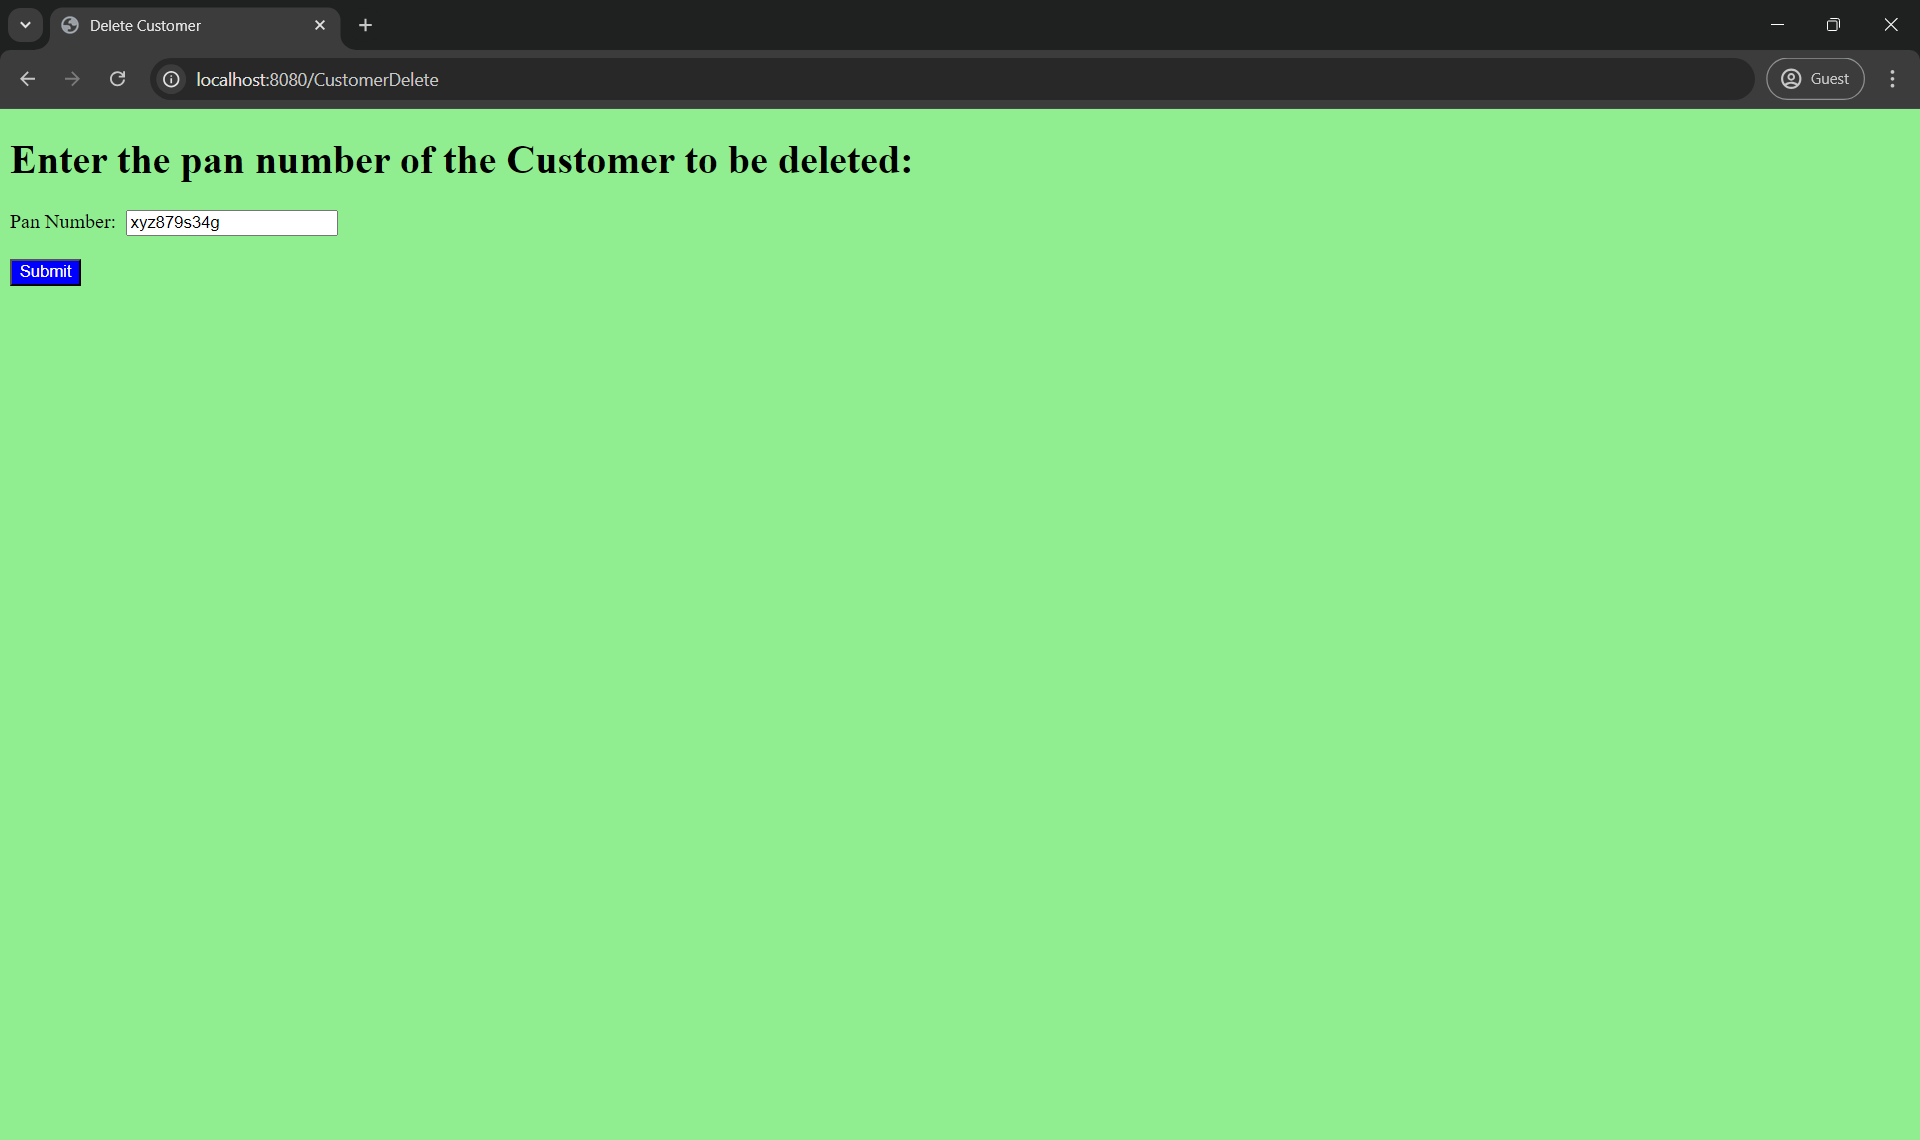 Delete Customer
localhost:8080/CustomerDelete
Guest
Enter the pan number of the Customer to be deleted:
Pan Number: xyz879s34g
Submit